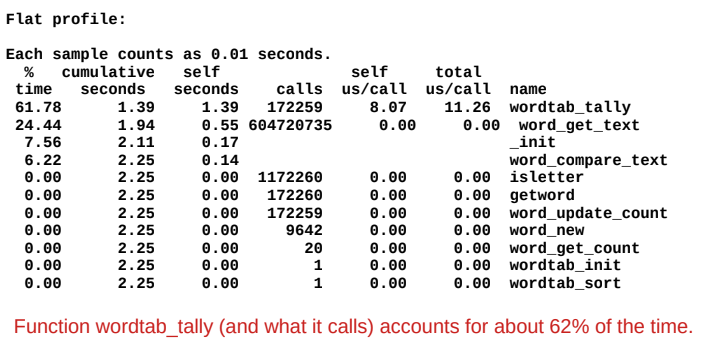 Flat profile:
Each sample counts as 0.01 seconds.
% cumulative self self total
time seconds seconds calls us/call us/call name
61.78 1.39 1.39 172259 8.07 11.26 wordtab_tally
24.44 1.94 0.55 604720735 0.00 0.00 word_get_text
7.56 2.11 0.17 _init
6.22 2.25 0.14 word_compare_text
0.00 2.25 0.00 1172260 0.00 0.00 isletter
0.00 2.25 0.00 172260 0.00 0.00 getword
0.00 2.25 0.00 172259 0.00 0.00 word_update_count
0.00 2.25 0.00 9642 0.00 0.00 word_new
0.00 2.25 0.00 20 0.00 0.00 word_get_count
0.00 2.25 0.00 1 0.00 0.00 wordtab_init
0.00 2.25 0.00 1 0.00 0.00 wordtab_sort
Function wordtab_tally (and what it calls) accounts for about 62% of the time.